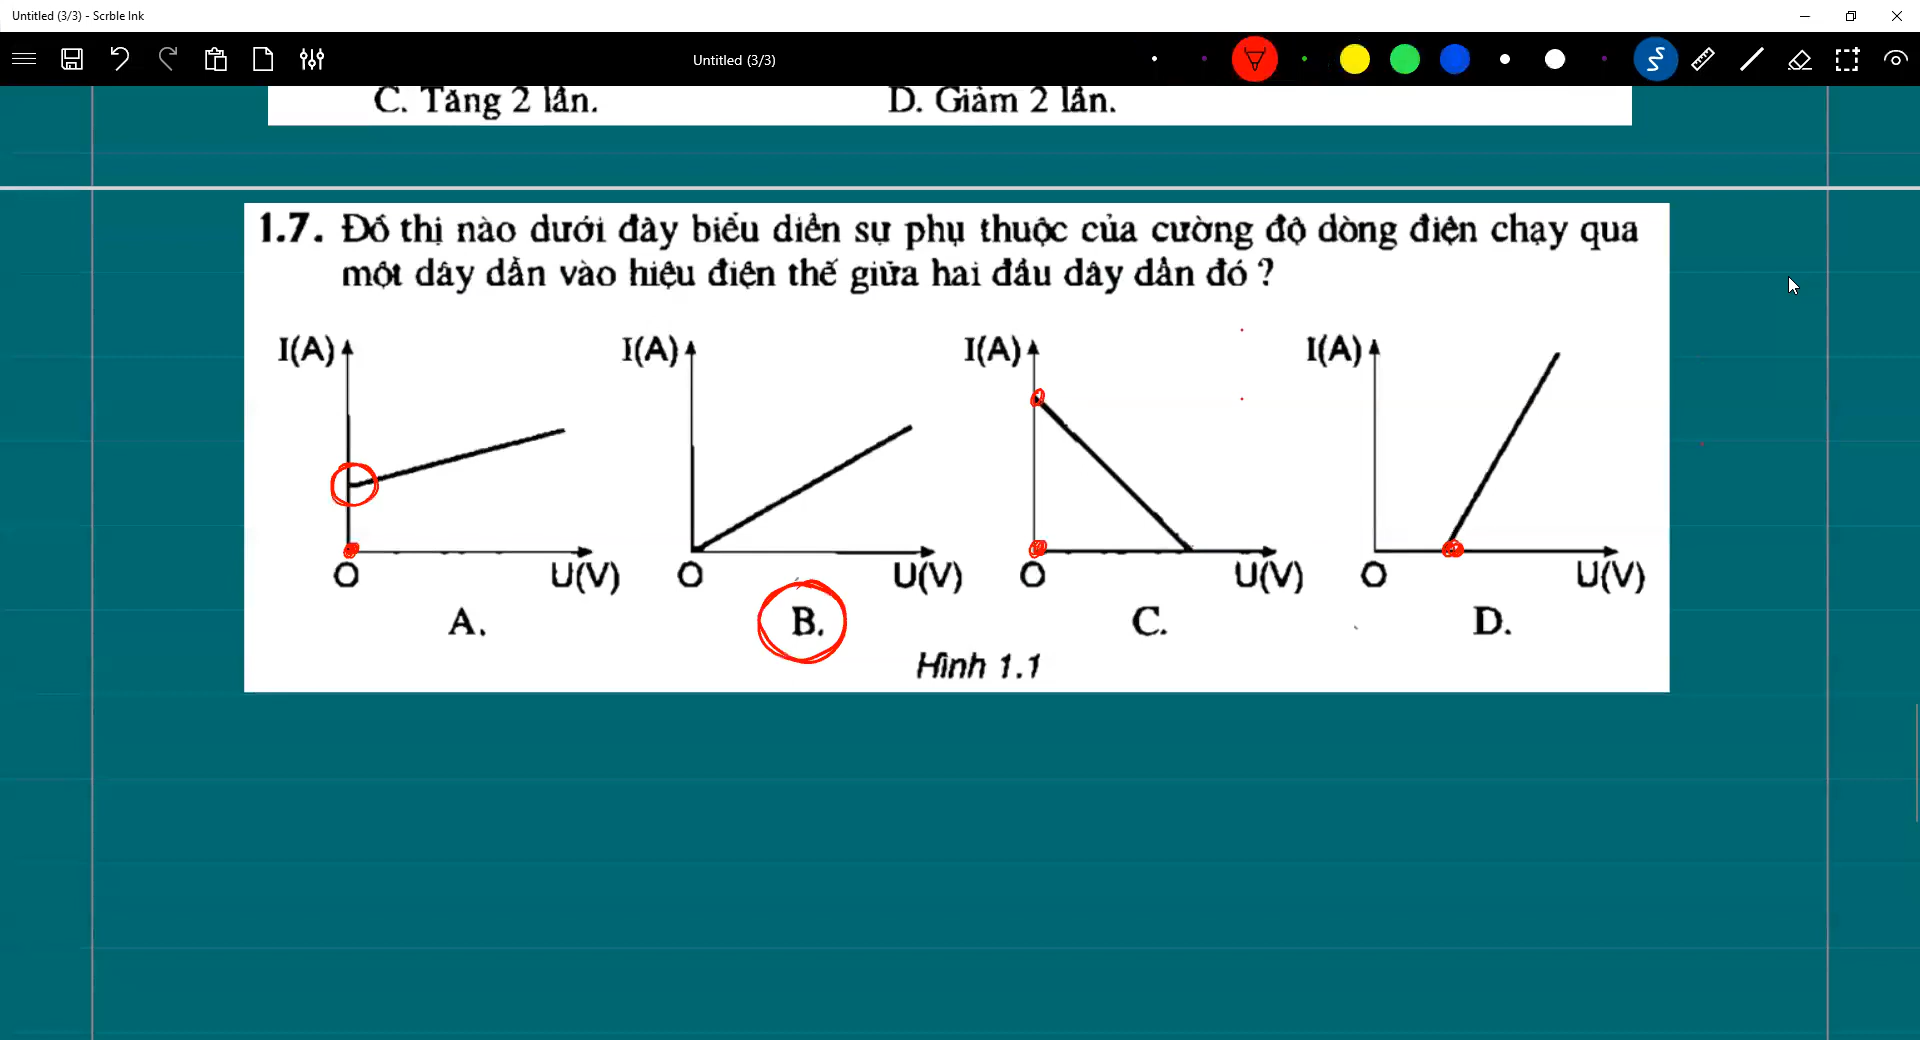 Untitled (3/3) - Scrble Ink
Untitled (3/3)
C. Tăng 2 lần.
D. Giảm 2 lần.
1.7. Đồ thị nào dưới đây biểu diễn sự phụ thuộc của cường độ dòng điện chạy qua
một dây dẫn vào hiệu điện thế giữa hai đầu dây dẫn đó ?
I(A)
I(A)
I(A)
I(A)
O
U(V)
O
U(V)
O
U(V)
O
U(V)
A.
B.
C.
D.
Hình 1.1